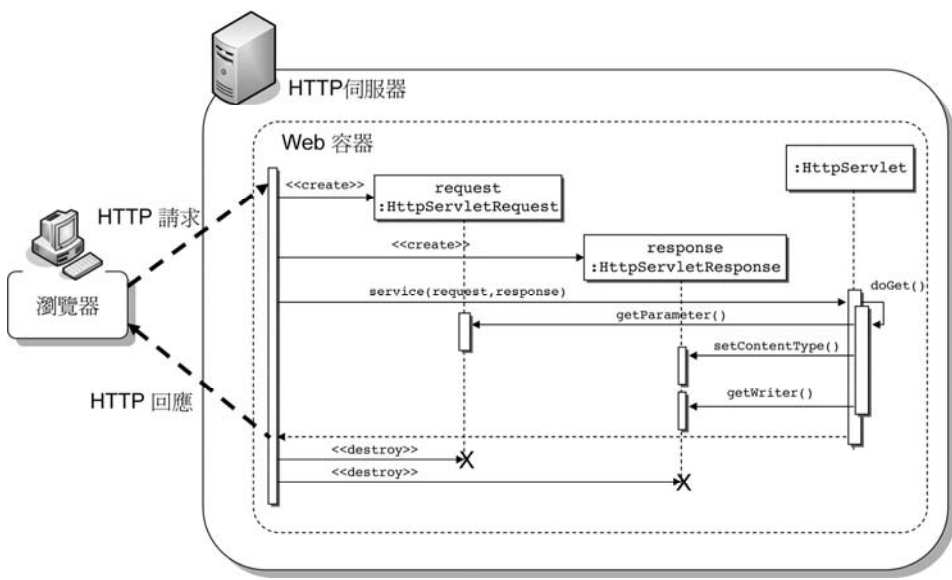 HTTP伺服器
Web 容器
:HttpServlet
<<create>>
request
:HttpServletRequest
HTTP 請求
<<create>>
response
:HttpServletResponse
瀏覽器
service(request,response)
doGet()
getParameter()
setContentType()
getWriter()
HTTP 回應
<<destroy>>
X
<<destroy>>
X